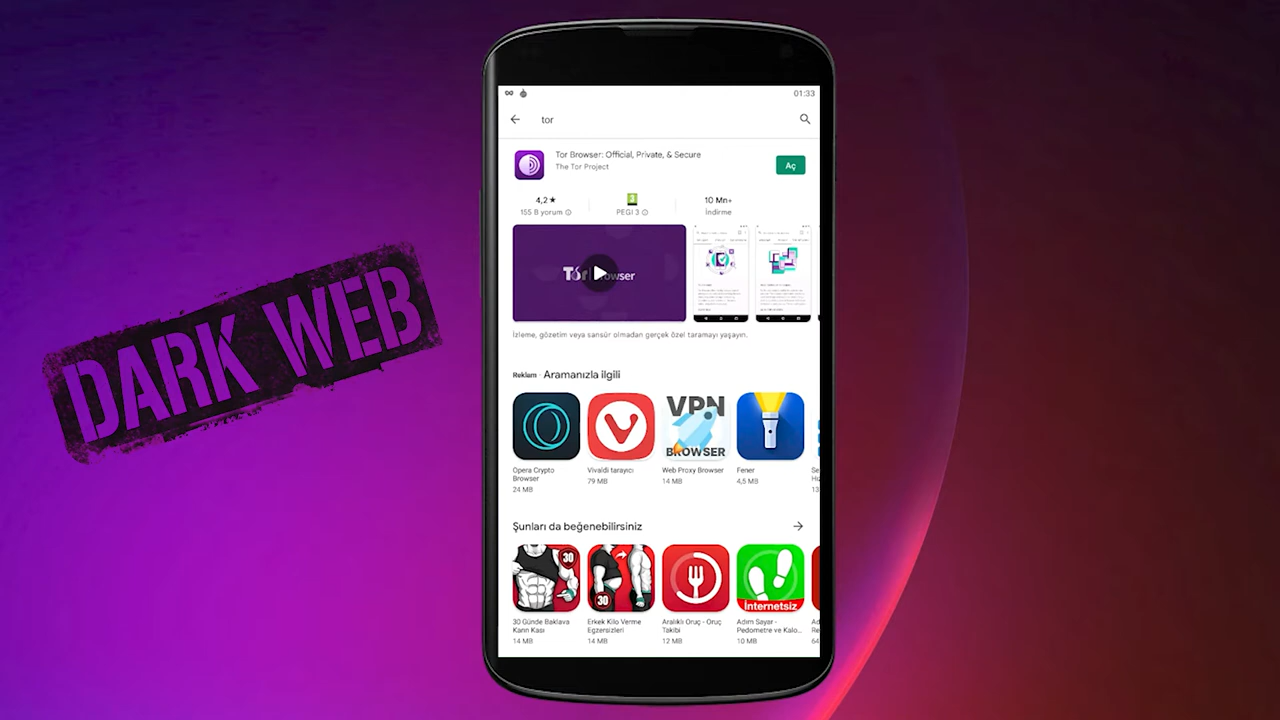 DARK WEB
01:33
tor
Tor Browser: Official, Private, & Secure
The Tor Project
Aç
4,2★
155 B yorum
3
PEGI 3
10 Mn+
İndirme
Tor Browser
İzleme, gözetim veya sansür olmadan gerçek özel taramayı yaşayın.
Reklam · Aramanızla ilgili
VPN
BROWSER
Opera Crypto
Browser
24 MB
Vivaldi tarayıcı
79 MB
Web Proxy Browser
14 MB
Fener
4,5 MB
Şunları da beğenebilirsiniz
30
30
İnternetsiz
30 Günde Baklava
Karın Kası
14 MB
Erkek Kilo Verme
Egzersizleri
14 MB
Aralıklı Oruç - Oruç
Takibi
12 MB
Adım Sayar -
Pedometre ve Kalo...
10 MB